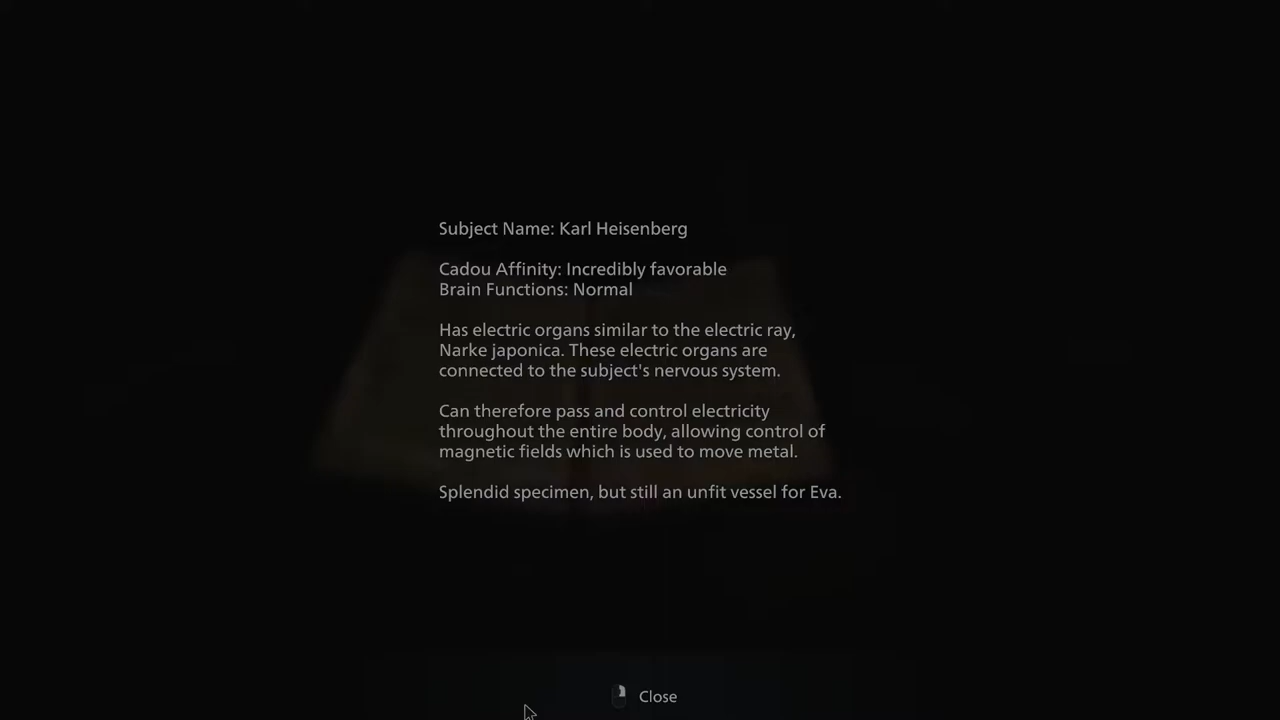 Subject Name: Karl Heisenberg
Cadou Affinity: Incredibly favorable
Brain Functions: Normal
Has electric organs similar to the electric ray,
Narke japonica. These electric organs are
connected to the subject's nervous system.
Can therefore pass and control electricity
throughout the entire body, allowing control of
magnetic fields which is used to move metal.
Splendid specimen, but still an unfit vessel for Eva.
Close